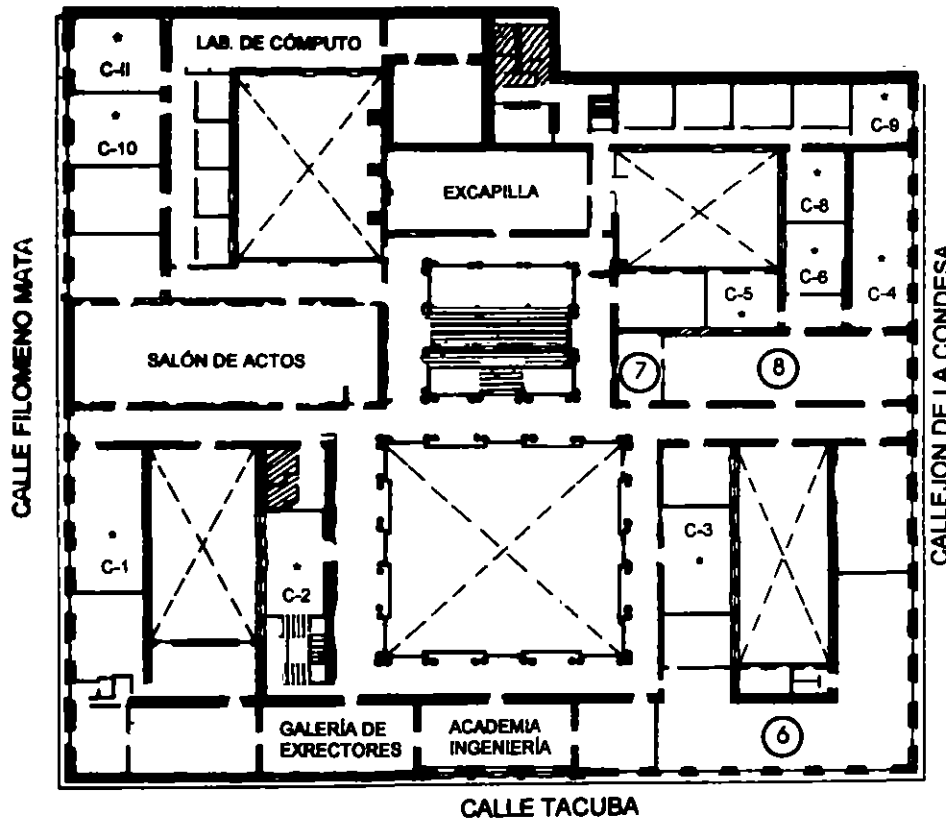 LAB. DE CÓMPUTO
C-11
C-10
C-9
EXCAPILLA
C-8
C-6
C-5
C-4
SALÓN DE ACTOS
7
8
CALLE FILOMENO MATA
CALLEJON DE LA CONDESA
C-1
C-2
C-3
GALERÍA DE
EXRECTORES
ACADEMIA
INGENIERÍA
6
CALLE TACUBA